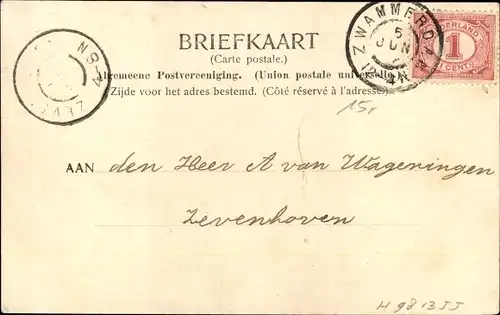 BRIEFKAART
(Carte postale.)
Algemeene Postvereeniging. (Union postale universelle.)
Zijde voor het adres bestemd. (Côté réservé à l'adresse.)
ZWAMMERDAM
5
JUN
NEDERLAND
1
CENT
AAN den Heer A van Wageningen
Zevenhoven
H 981355